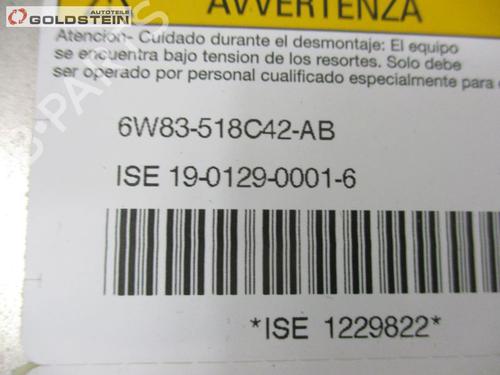 AUTOTEILE
GOLDSTEIN
AVVERTENZA
Atencion- Cuidado durante el desmontaje: El equipo
se encuentra bajo tension de los resortes. Solo debe
ser operado por personal cualificado especialmente para
6W83-518C42-AB
ISE 19-0129-0001-6
*ISE 1229822*